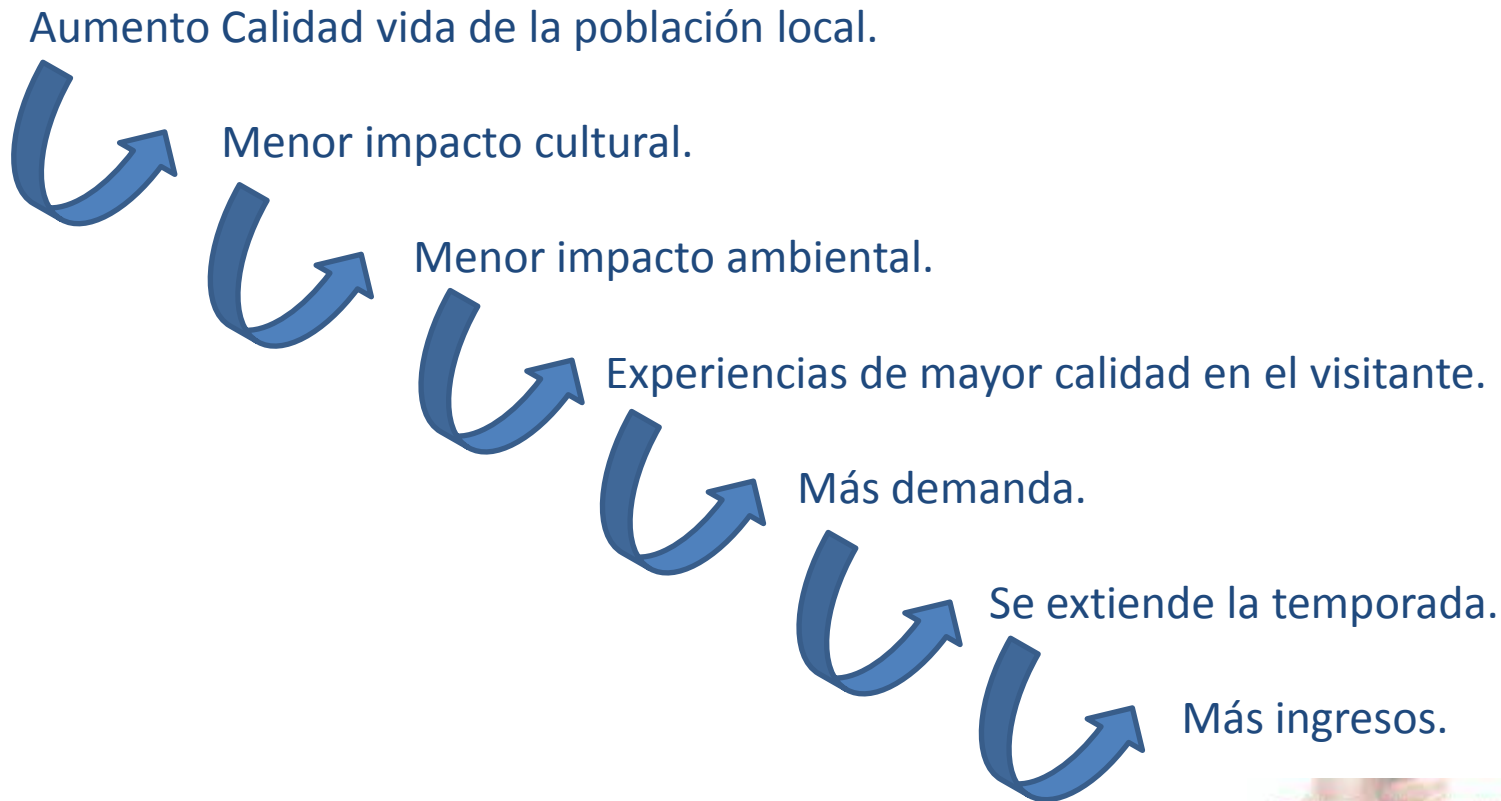 Aumento Calidad vida de la población local.
Menor impacto cultural.
Menor impacto ambiental.
Experiencias de mayor calidad en el visitante.
Más demanda.
Se extiende la temporada.
Más ingresos.